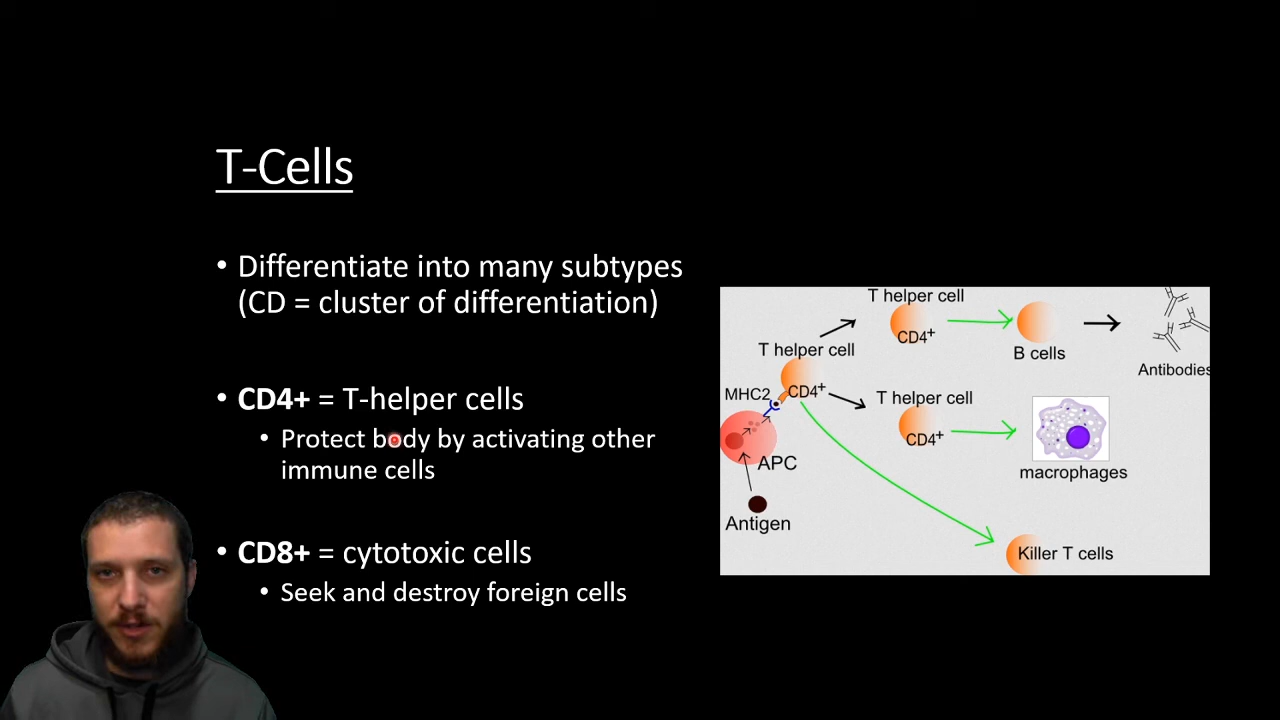 T-Cells
• Differentiate into many subtypes
(CD = cluster of differentiation)
• CD4+ = T-helper cells
• Protect body by activating other
immune cells
• CD8+ = cytotoxic cells
• Seek and destroy foreign cells
T helper cell
CD4+
B cells
Antibodies
T helper cell
MHC2
CD4+
T helper cell
CD4+
APC
macrophages
Antigen
Killer T cells